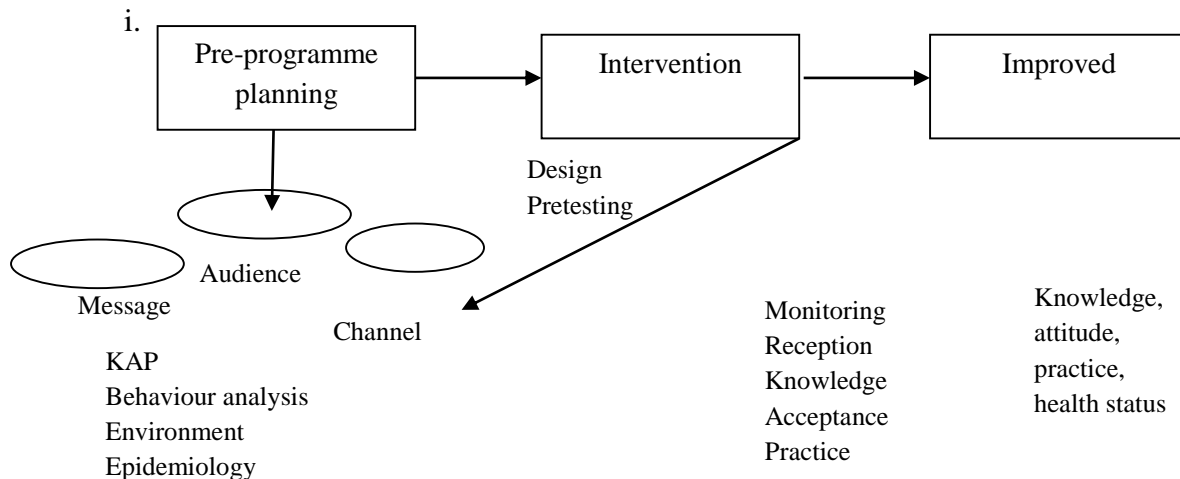 i.
Pre-programme
planning
Intervention
Improved
Design
Pretesting
Audience
Message
Channel
KAP
Behaviour analysis
Environment
Epidemiology
Monitoring
Reception
Knowledge
Acceptance
Practice
Knowledge,
attitude,
practice,
health status